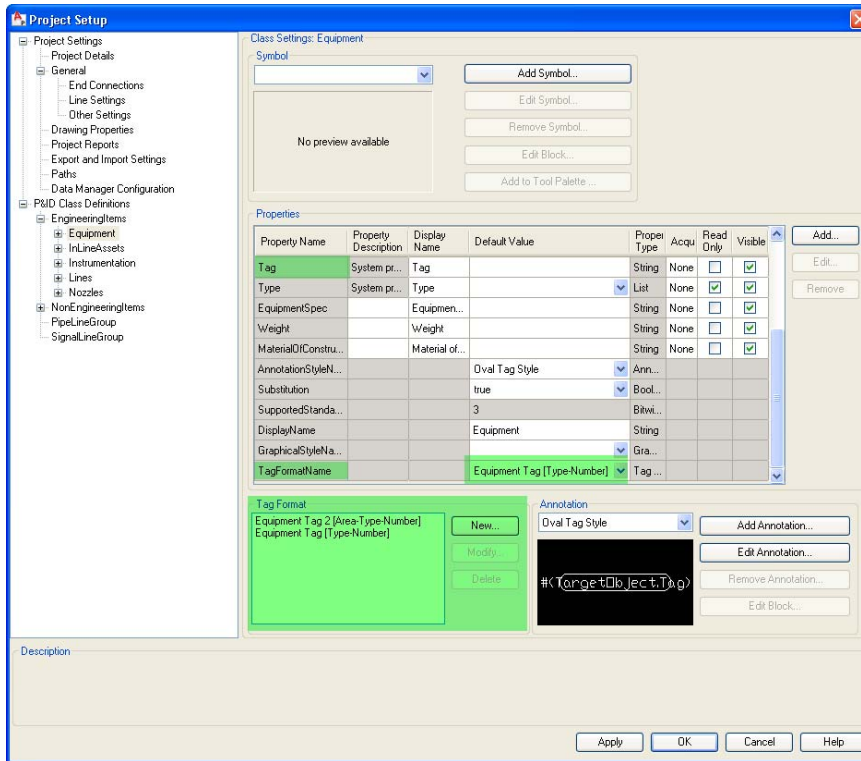 Project Setup
Project Settings
Project Details
General
End Connections
Line Settings
Other Settings
Drawing Properties
Project Reports
Export and Import Settings
Paths
Data Manager Configuration
P&ID Class Definitions
EngineeringItems
Equipment
InLineAssets
Instrumentation
Lines
Nozzles
NonEngineeringItems
PipeLineGroup
SignalLineGroup
Class Settings: Equipment
Symbol
Add Symbol...
Edit Symbol...
Remove Symbol...
Edit Block...
Add to Tool Palette ...
No preview available
Properties
Property Name Property Description Display Name Default Value Proper Type Acqu Read Only Visible
Tag System pr... Tag String None
Type System pr... Type List None
EquipmentSpec Equipmen... String None
Weight Weight String None
MaterialOfConstru... Material of... String None
AnnotationStyleN... Oval Tag Style Ann...
Substitution true Bool...
SupportedStanda... 3 Bitwi...
DisplayName Equipment String
GraphicalStyleNa... Gra...
TagFormatName Equipment Tag [Type-Number] Tag ...
Add...
Edit...
Remove
Tag Format
Equipment Tag 2 [Area-Type-Number]
Equipment Tag [Type-Number]
New...
Modify...
Delete
Annotation
Oval Tag Style
#(TargetObject.Tag)
Add Annotation...
Edit Annotation...
Remove Annotation...
Edit Block...
Description
Apply OK Cancel Help